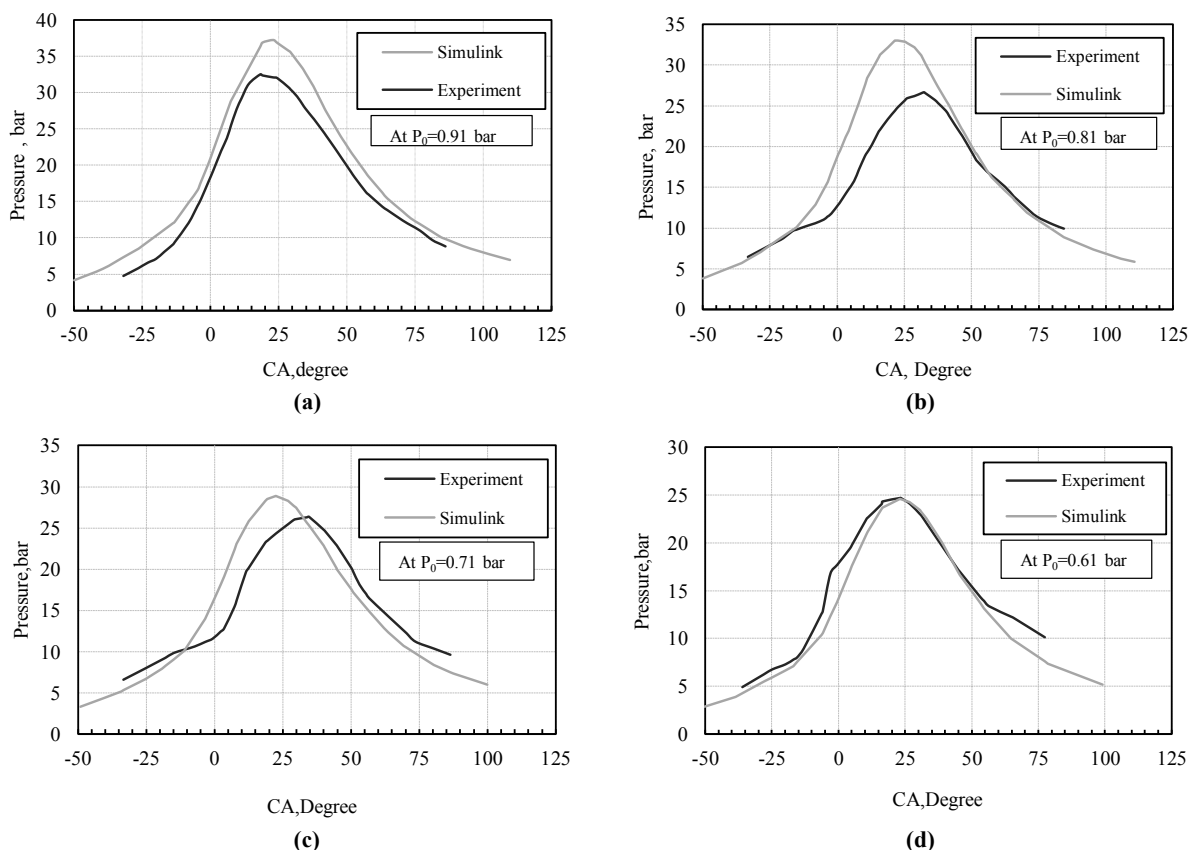 40
35
30
25
20
15
10
5
0
Pressure , bar
Simulink
Experiment
At P₀=0.91 bar
-50 -25 0 25 50 75 100 125
CA,degree
(a)
40
35
30
25
20
15
10
5
0
Pressure, bar
Experiment
Simulink
At P₀=0.81 bar
-50 -25 0 25 50 75 100 125
CA, Degree
(b)
35
30
25
20
15
10
5
0
Pressure,bar
Experiment
Simulink
At P₀=0.71 bar
-50 -25 0 25 50 75 100 125
CA,Degree
(c)
30
25
20
15
10
5
0
Pressure,bar
Experiment
Simulink
At P₀=0.61 bar
-50 -25 0 25 50 75 100 125
CA,Degree
(d)